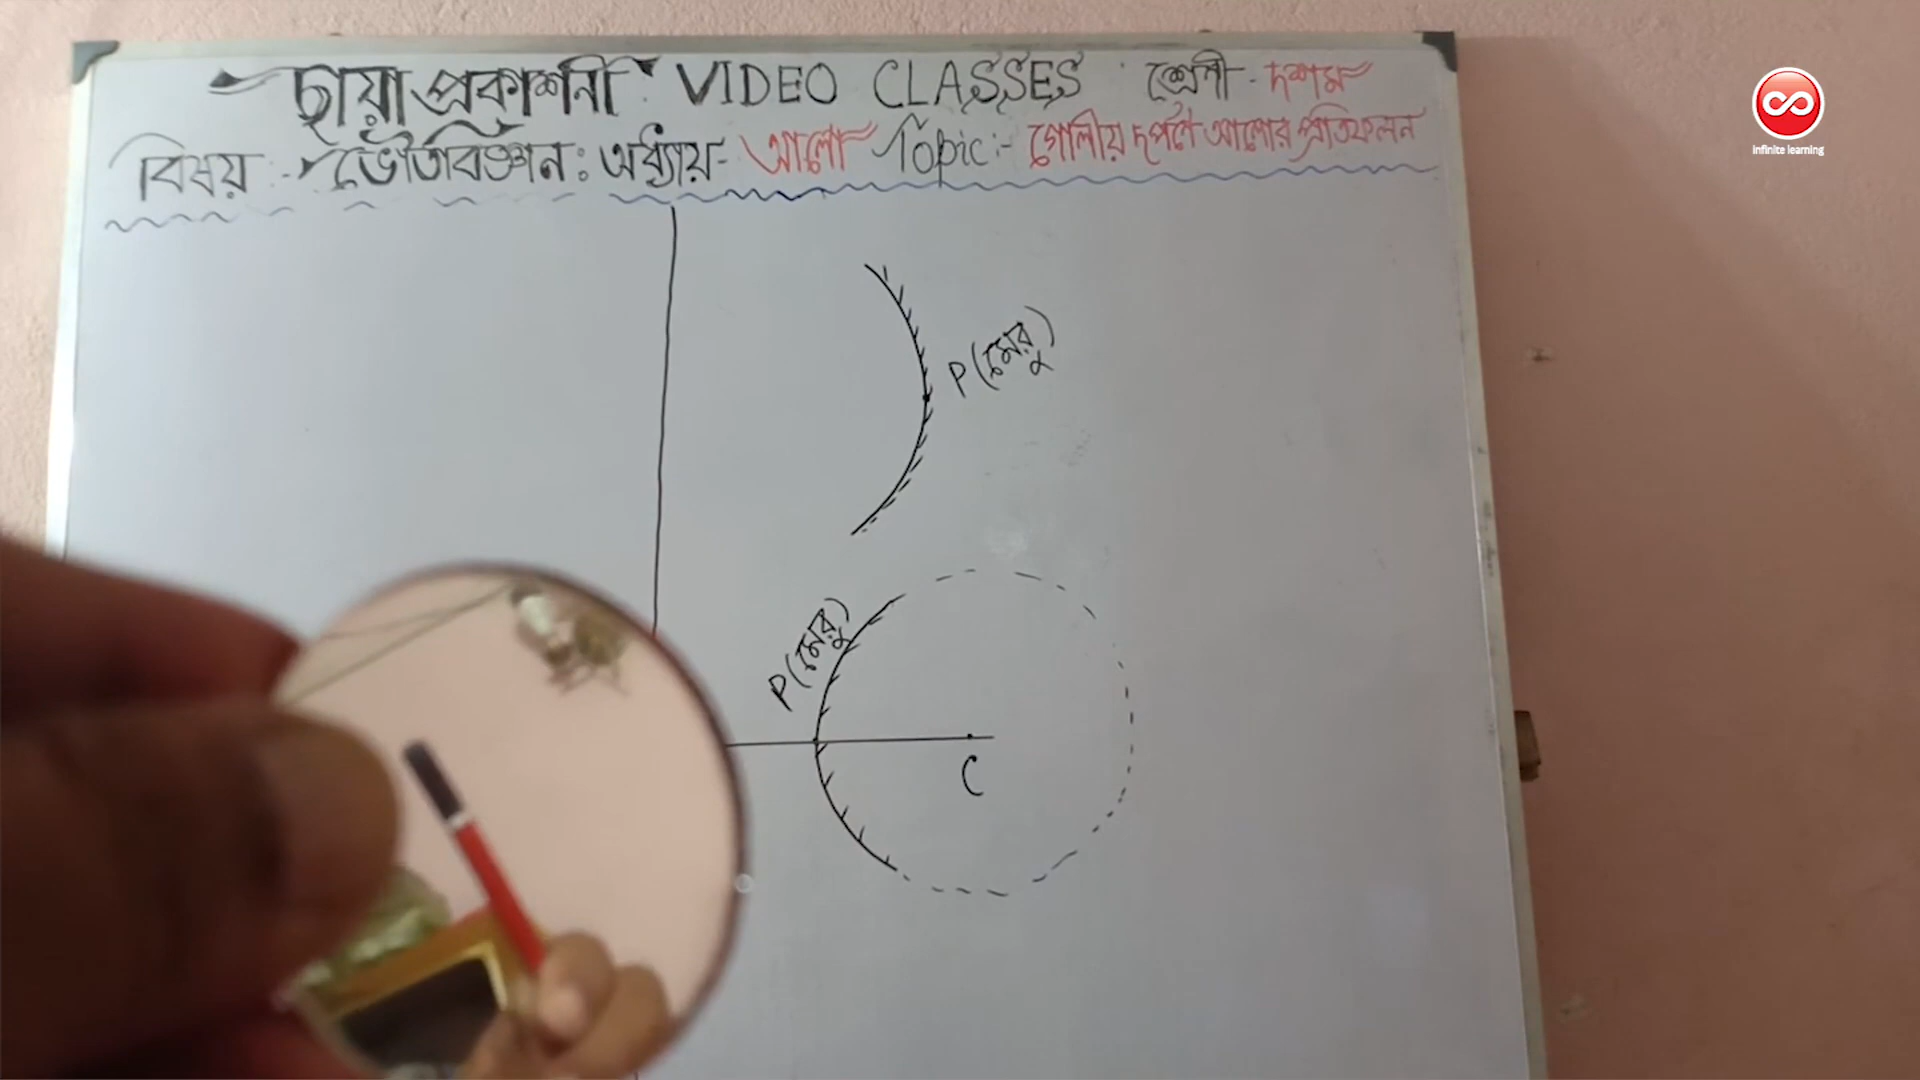 ছায়া প্রকাশনী VIDEO CLASSES শ্রেণী - দশম
বিষয় :- ভৌতবিজ্ঞান : অধ্যায় - আলো Topic :- গোলীয় দর্পণে আলোর প্রতিফলন
infinite learning
P (মেরু)
P (মেরু)
C